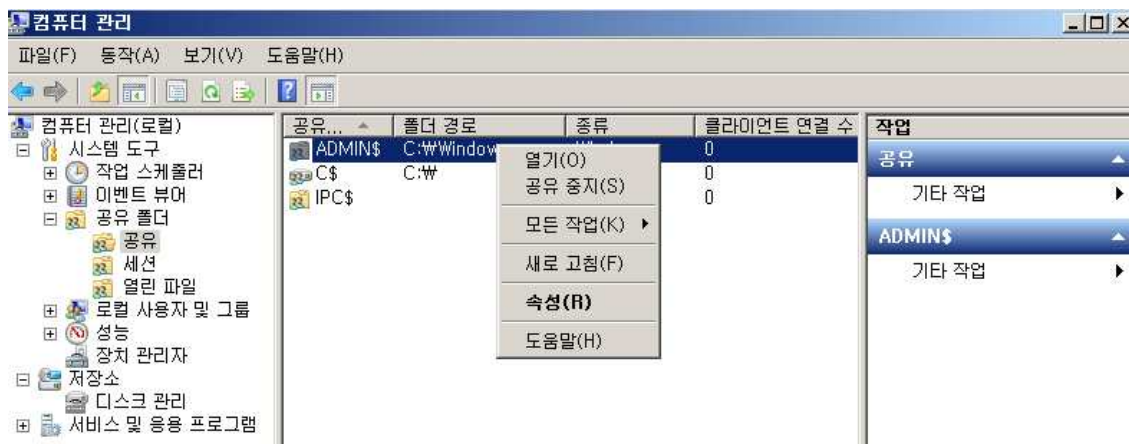 컴퓨터 관리
파일(F) 동작(A) 보기(V) 도움말(H)
컴퓨터 관리(로컬)
시스템 도구
작업 스케줄러
이벤트 뷰어
공유 폴더
공유
세션
열린 파일
로컬 사용자 및 그룹
성능
장치 관리자
저장소
디스크 관리
서비스 및 응용 프로그램
공유... 폴더 경로 종류 클라이언트 연결 수
ADMIN$ C:₩Window 0
C$ C:₩ 0
IPC$ 0
열기(O)
공유 중지(S)
모든 작업(K)
새로 고침(F)
속성(R)
도움말(H)
작업
공유
기타 작업
ADMIN$
기타 작업